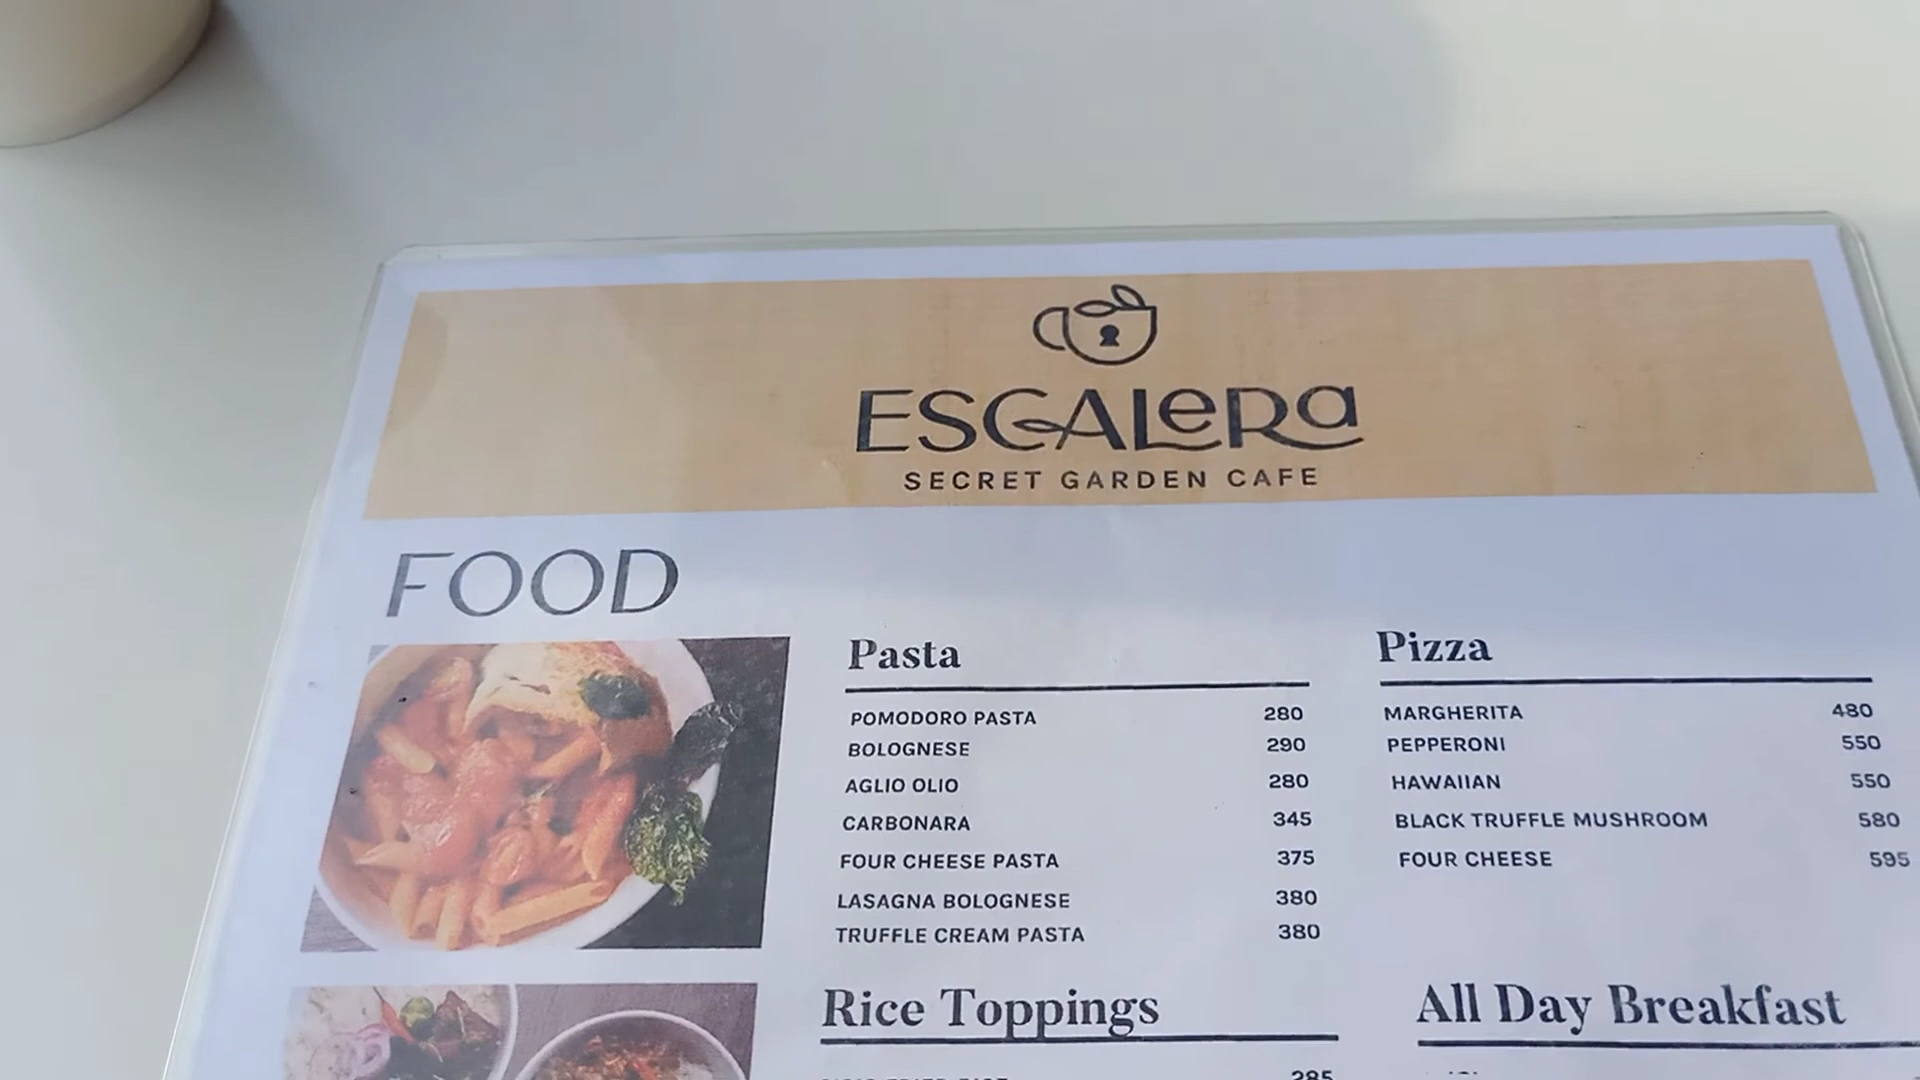 ESCALERA
SECRET GARDEN CAFE
FOOD
Pasta
POMODORO PASTA 280
BOLOGNESE 290
AGLIO OLIO 280
CARBONARA 345
FOUR CHEESE PASTA 375
LASAGNA BOLOGNESE 380
TRUFFLE CREAM PASTA 380
Pizza
MARGHERITA 480
PEPPERONI 550
HAWAIIAN 550
BLACK TRUFFLE MUSHROOM 580
FOUR CHEESE 595
Rice Toppings
285
All Day Breakfast